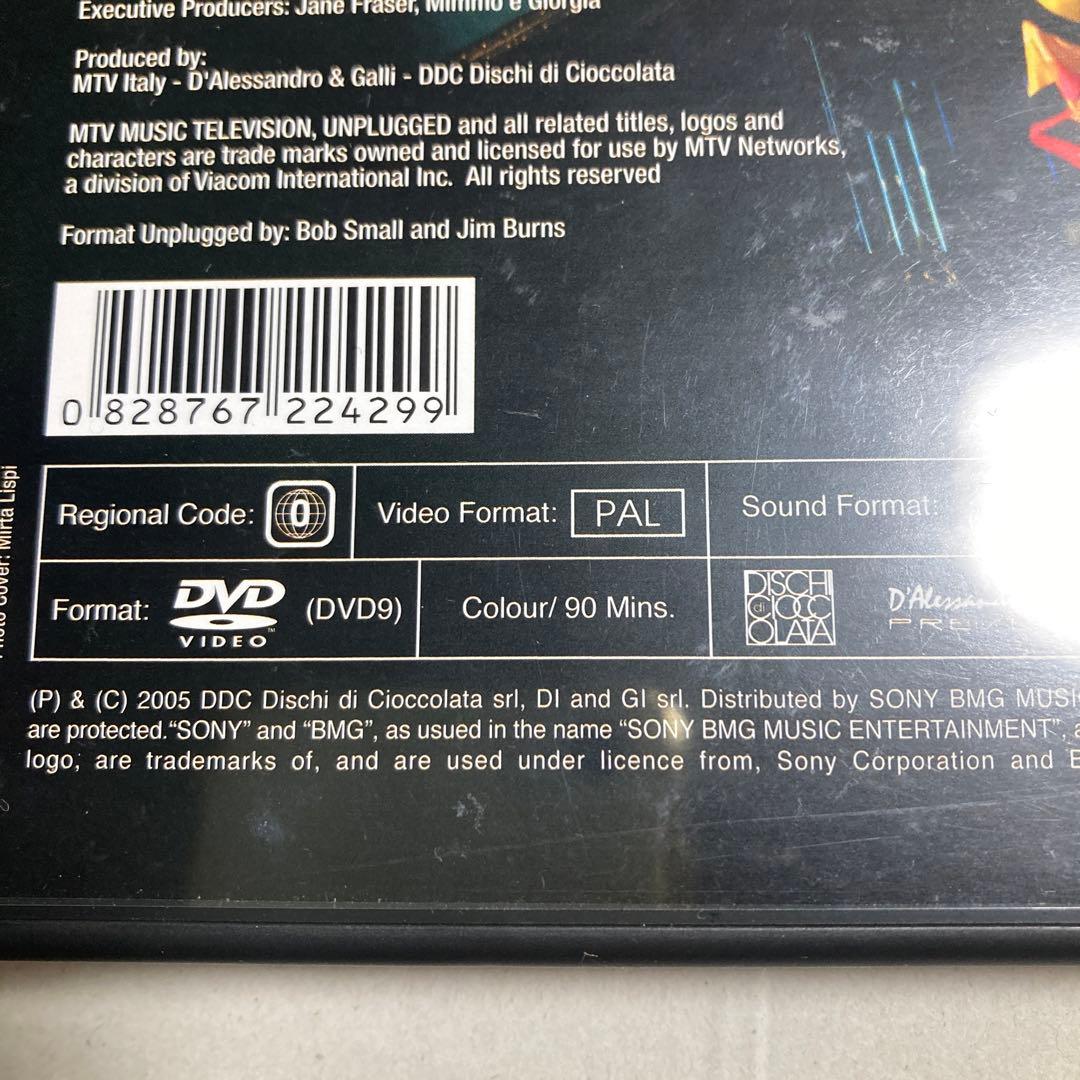 Executive Producers: Jane Fraser, Mimmo e Giorgia
Produced by:
MTV Italy - D'Alessandro & Galli - DDC Dischi di Cioccolata
MTV MUSIC TELEVISION, UNPLUGGED and all related titles, logos and
characters are trade marks owned and licensed for use by MTV Networks,
a division of Viacom International Inc. All rights reserved
Format Unplugged by: Bob Small and Jim Burns
0 828767 224299
Photo Cover: Mirta Lispi
Regional Code: 0
Video Format: PAL
Sound Format:
Format: DVD VIDEO (DVD9)
Colour/ 90 Mins.
DISCHI
di CIOCC
OLATA
(P) & (C) 2005 DDC Dischi di Cioccolata srl, DI and GI srl. Distributed by SONY BMG
are protected. “SONY” and “BMG”, as usued in the name “SONY BMG MUSIC ENTERTAINMENT”,
logo, are trademarks of, and are used under licence from, Sony Corporation and